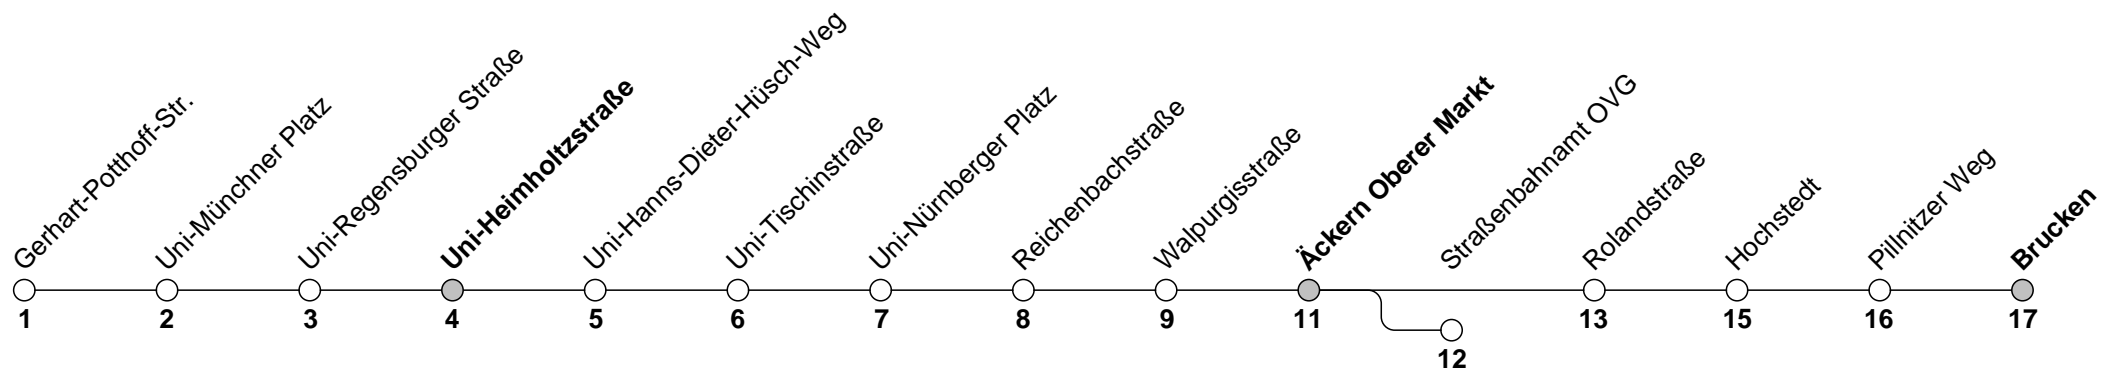 Gerhart-Potthoff-Str.
Uni-Münchner Platz
Uni-Regensburger Straße
Uni-Heimholtzstraße
Uni-Hanns-Dieter-Hüsch-Weg
Uni-Tischinstraße
Uni-Nürnberger Platz
Reichenbachstraße
Walpurgisstraße
Äckern Oberer Markt
Straßenbahnamt OVG
Rolandstraße
Hochstedt
Pillnitzer Weg
Brucken
1 2 3 4 5 6 7 8 9 11 13 15 16 17
12